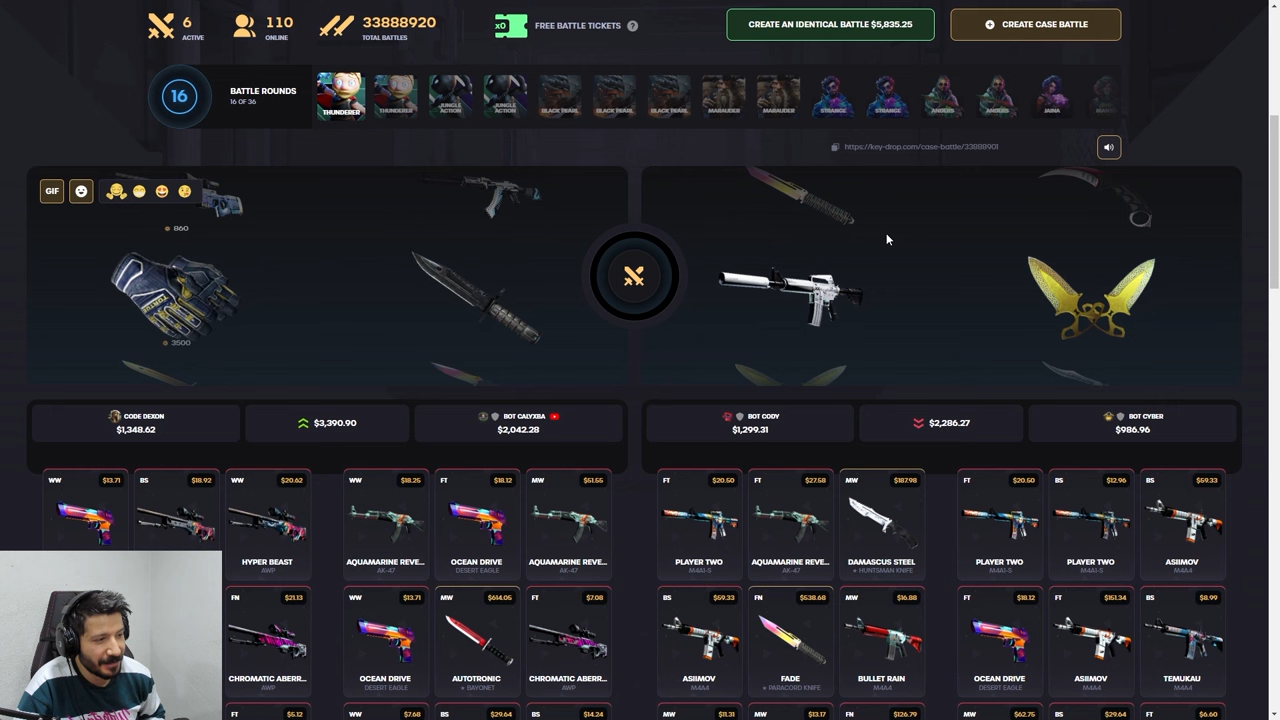 6
ACTIVE
110
ONLINE
33888920
TOTAL BATTLES
x0
FREE BATTLE TICKETS
?
CREATE AN IDENTICAL BATTLE $5,835.25
CREATE CASE BATTLE
16
BATTLE ROUNDS
16 OF 36
THUNDERER
THUNDERER
JUNGLE ACTION
JUNGLE ACTION
BLACK PEARL
BLACK PEARL
BLACK PEARL
MARAUDER
MARAUDER
STRANGE
STRANGE
ANDERS
ANDERS
JAINA
https://key-drop.com/case-battle/33888901
GIF
860
3500
CODE DEXON
$1,348.62
$3,390.90
BOT CALYXBA
$2,042.28
BOT CODY
$1,299.31
$2,286.27
BOT CYBER
$986.96
WW $13.71
BS $18.92
WW $20.62
HYPER BEAST
AWP
WW $18.25
AQUAMARINE REVE...
AK-47
FT $18.12
OCEAN DRIVE
DESERT EAGLE
MW $51.55
AQUAMARINE REVE...
AK-47
FT $20.50
PLAYER TWO
M4A1-S
FT $27.58
AQUAMARINE REVE...
AK-47
MW $187.98
DAMASCUS STEEL
★ HUNTSMAN KNIFE
FT $20.50
PLAYER TWO
M4A1-S
BS $12.96
PLAYER TWO
M4A1-S
BS $59.33
ASIIMOV
M4A4
FN $21.13
CHROMATIC ABERR...
AWP
WW $13.71
OCEAN DRIVE
DESERT EAGLE
MW $614.05
AUTOTRONIC
★ BAYONET
FT $7.08
CHROMATIC ABERR...
AWP
BS $59.33
ASIIMOV
M4A4
FN $538.68
FADE
★ PARACORD KNIFE
MW $16.88
BULLET RAIN
M4A4
FT $18.12
OCEAN DRIVE
DESERT EAGLE
FT $151.34
ASIIMOV
M4A4
BS $8.99
TEMUKAU
M4A4
FT $5.12
WW $7.68
BS $29.64
BS $14.24
MW $11.31
MW $13.17
FN $126.79
MW $62.75
BS $29.64
FT $6.60